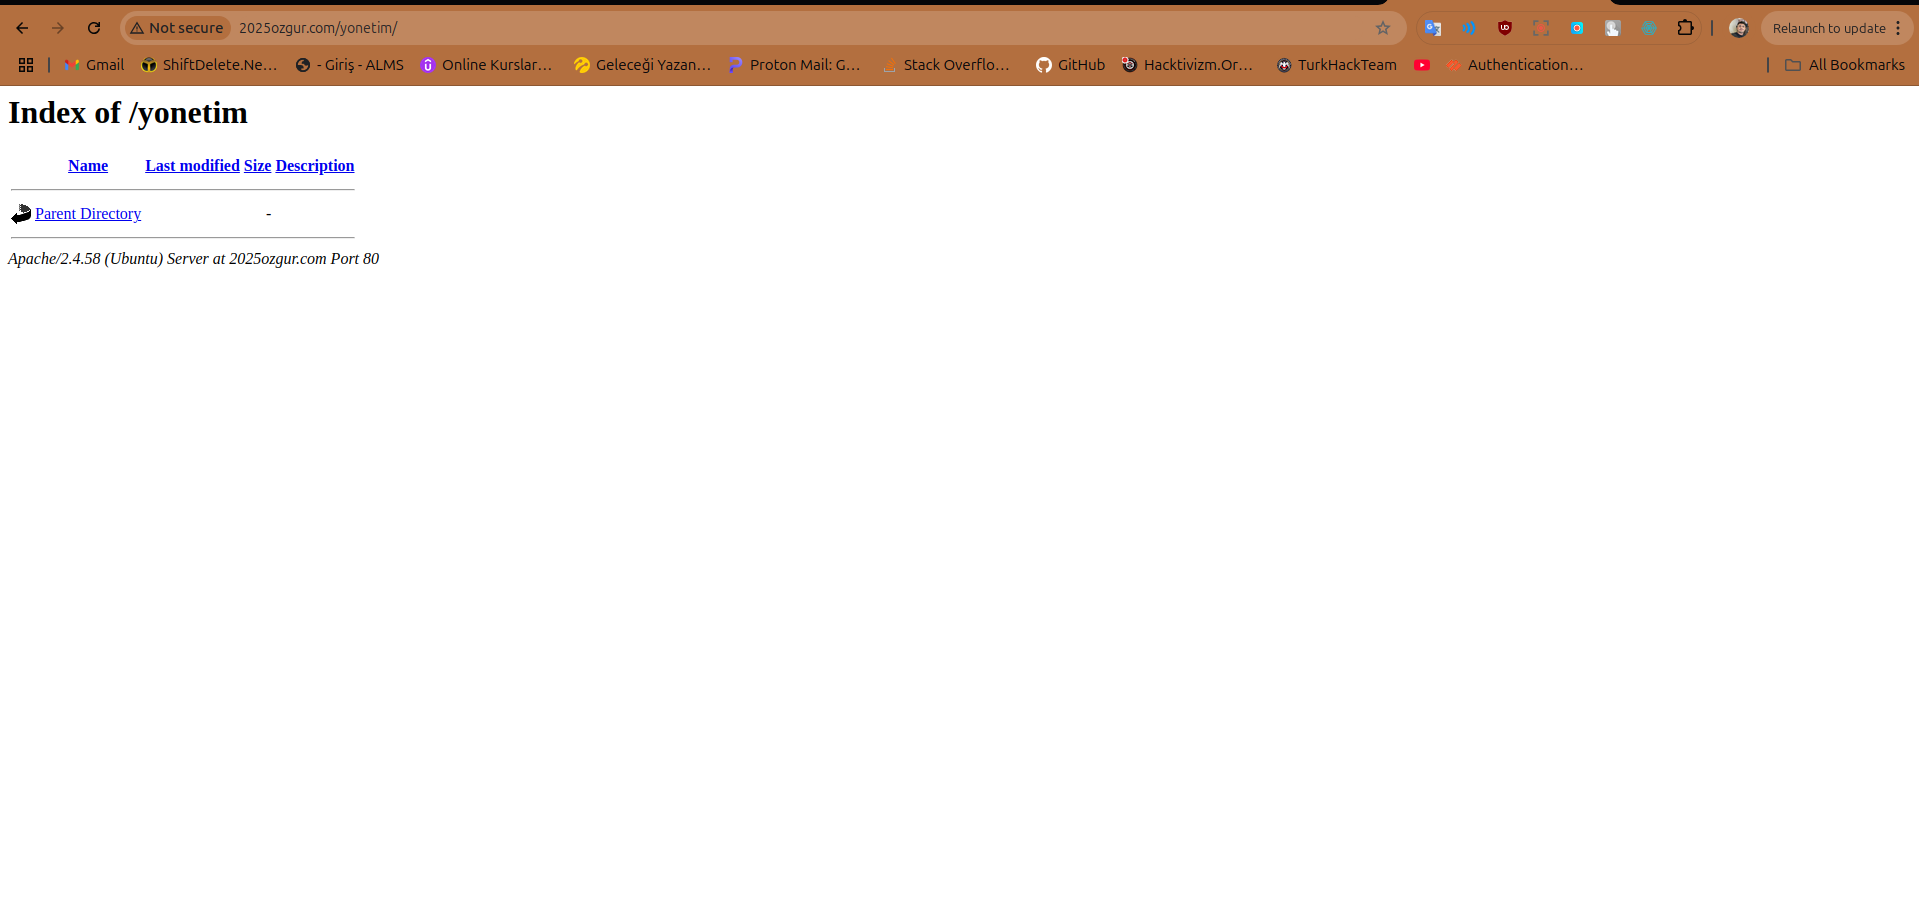 Not secure 2025ozgur.com/yonetim/ Relaunch to update
Gmail ShiftDelete.Ne... - Giriş - ALMS Online Kurslar... Geleceği Yazan... Proton Mail: G... Stack Overflo... GitHub Hacktivizm.Or... TurkHackTeam Authentication... All Bookmarks
Index of /yonetim
Name Last modified Size Description
Parent Directory -
Apache/2.4.58 (Ubuntu) Server at 2025ozgur.com Port 80